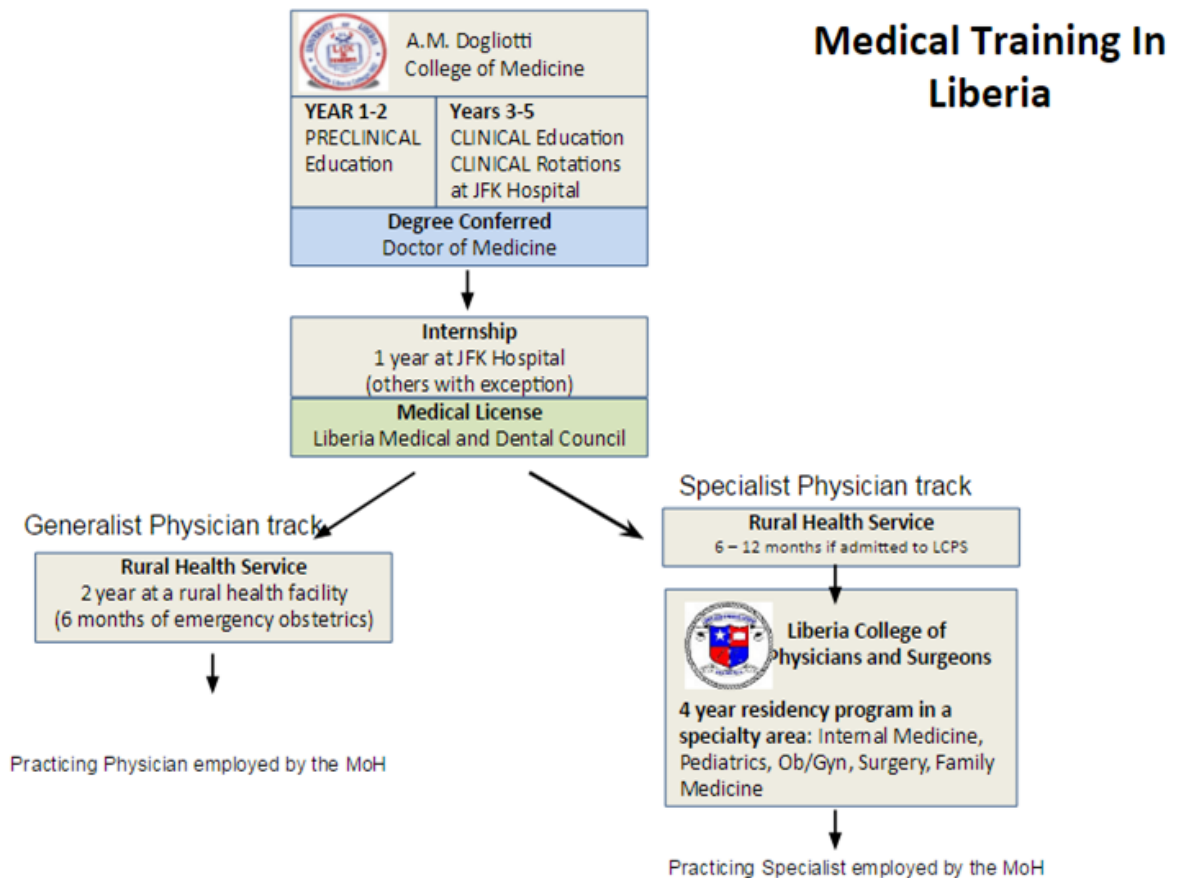 Medical Training In
Liberia
A.M. Dogliotti
College of Medicine
YEAR 1-2
PRECLINICAL
Education
Years 3-5
CLINICAL Education
CLINICAL Rotations
at JFK Hospital
Degree Conferred
Doctor of Medicine
Internship
1 year at JFK Hospital
(others with exception)
Medical License
Liberia Medical and Dental Council
Generalist Physician track
Rural Health Service
2 year at a rural health facility
(6 months of emergency obstetrics)
Practicing Physician employed by the MoH
Specialist Physician track
Rural Health Service
6 – 12 months if admitted to LCPS
Liberia College of
Physicians and Surgeons
4 year residency program in a
specialty area: Internal Medicine,
Pediatrics, Ob/Gyn, Surgery, Family
Medicine
Practicing Specialist employed by the MoH